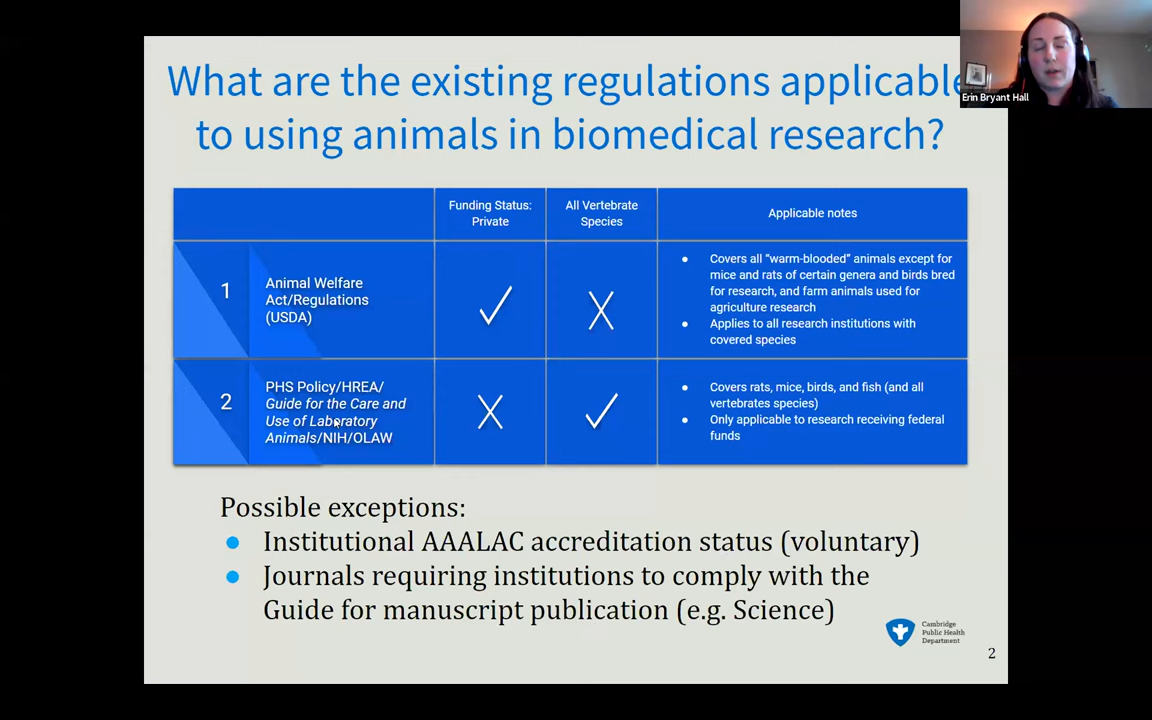 What are the existing regulations applicable
to using animals in biomedical research?
Erin Bryant Hall
Funding Status:
Private
All Vertebrate
Species
Applicable notes
1
Animal Welfare
Act/Regulations
(USDA)
● Covers all “warm-blooded” animals except for
mice and rats of certain genera and birds bred
for research, and farm animals used for
agriculture research
● Applies to all research institutions with
covered species
2
PHS Policy/HREA/
Guide for the Care and
Use of Laboratory
Animals/NIH/OLAW
● Covers rats, mice, birds, and fish (and all
vertebrates species)
● Only applicable to research receiving federal
funds
Possible exceptions:
● Institutional AAALAC accreditation status (voluntary)
● Journals requiring institutions to comply with the
Guide for manuscript publication (e.g. Science)
Cambridge
Public Health
Department
2